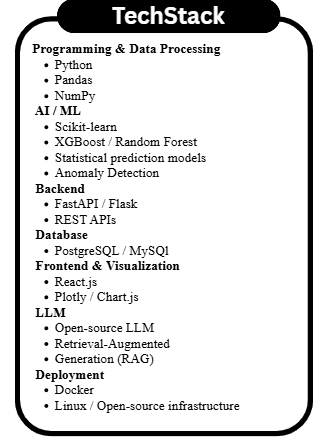 TechStack
Programming & Data Processing
• Python
• Pandas
• NumPy
AI / ML
• Scikit-learn
• XGBoost / Random Forest
• Statistical prediction models
• Anomaly Detection
Backend
• FastAPI / Flask
• REST APIs
Database
• PostgreSQL / MySQl
Frontend & Visualization
• React.js
• Plotly / Chart.js
LLM
• Open-source LLM
• Retrieval-Augmented
• Generation (RAG)
Deployment
• Docker
• Linux / Open-source infrastructure